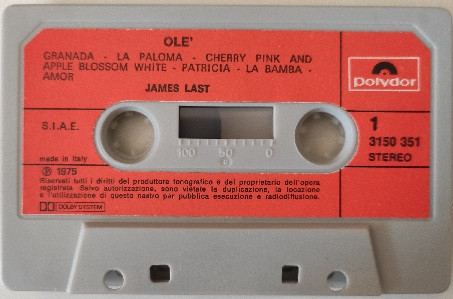 OLE'
GRANADA - LA PALOMA - CHERRY PINK AND
APPLE BLOSSOM WHITE - PATRICIA - LA BAMBA -
AMOR
JAMES LAST
polydor
S.I.A.E.
1
3150 351
STEREO
100 50 0
made in Italy
Ⓟ 1975
Riservati tutti i diritti del produttore fonografico e del proprietario dell'opera
registrata. Salvo autorizzazione, sono vietate la duplicazione, la locazione
e l'utilizzazione di questo nastro per pubblica esecuzione e radiodiffusione.
DOLBY SYSTEM